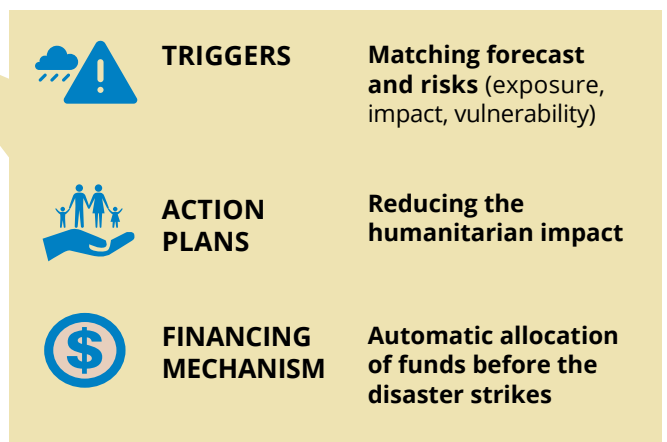 TRIGGERS
Matching forecast
and risks (exposure,
impact, vulnerability)
ACTION
PLANS
Reducing the
humanitarian impact
$
FINANCING
MECHANISM
Automatic allocation
of funds before the
disaster strikes